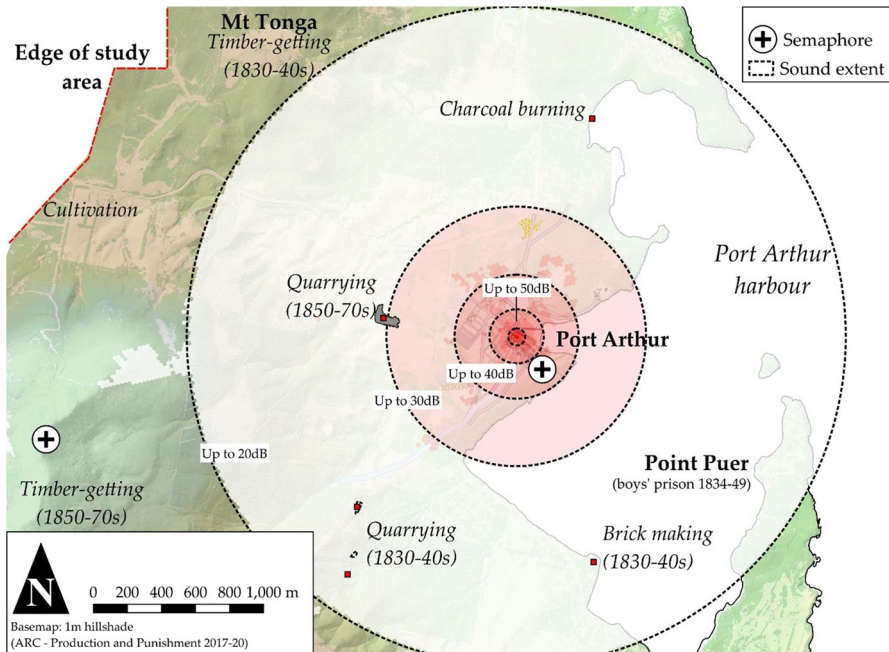 Mt Tonga
Timber-getting
(1830-40s)
Edge of study
area
Semaphore
Sound extent
Charcoal burning
Cultivation
Port Arthur
harbour
Quarrying
(1850-70s)
Up to 50dB
Port Arthur
Up to 40dB
Up to 30dB
Up to 20dB
Point Puer
(boys' prison 1834-49)
Timber-getting
(1850-70s)
Quarrying
(1830-40s)
Brick making
(1830-40s)
N
0 200 400 600 800 1,000 m
Basemap: 1m hillshade
(ARC - Production and Punishment 2017-20)